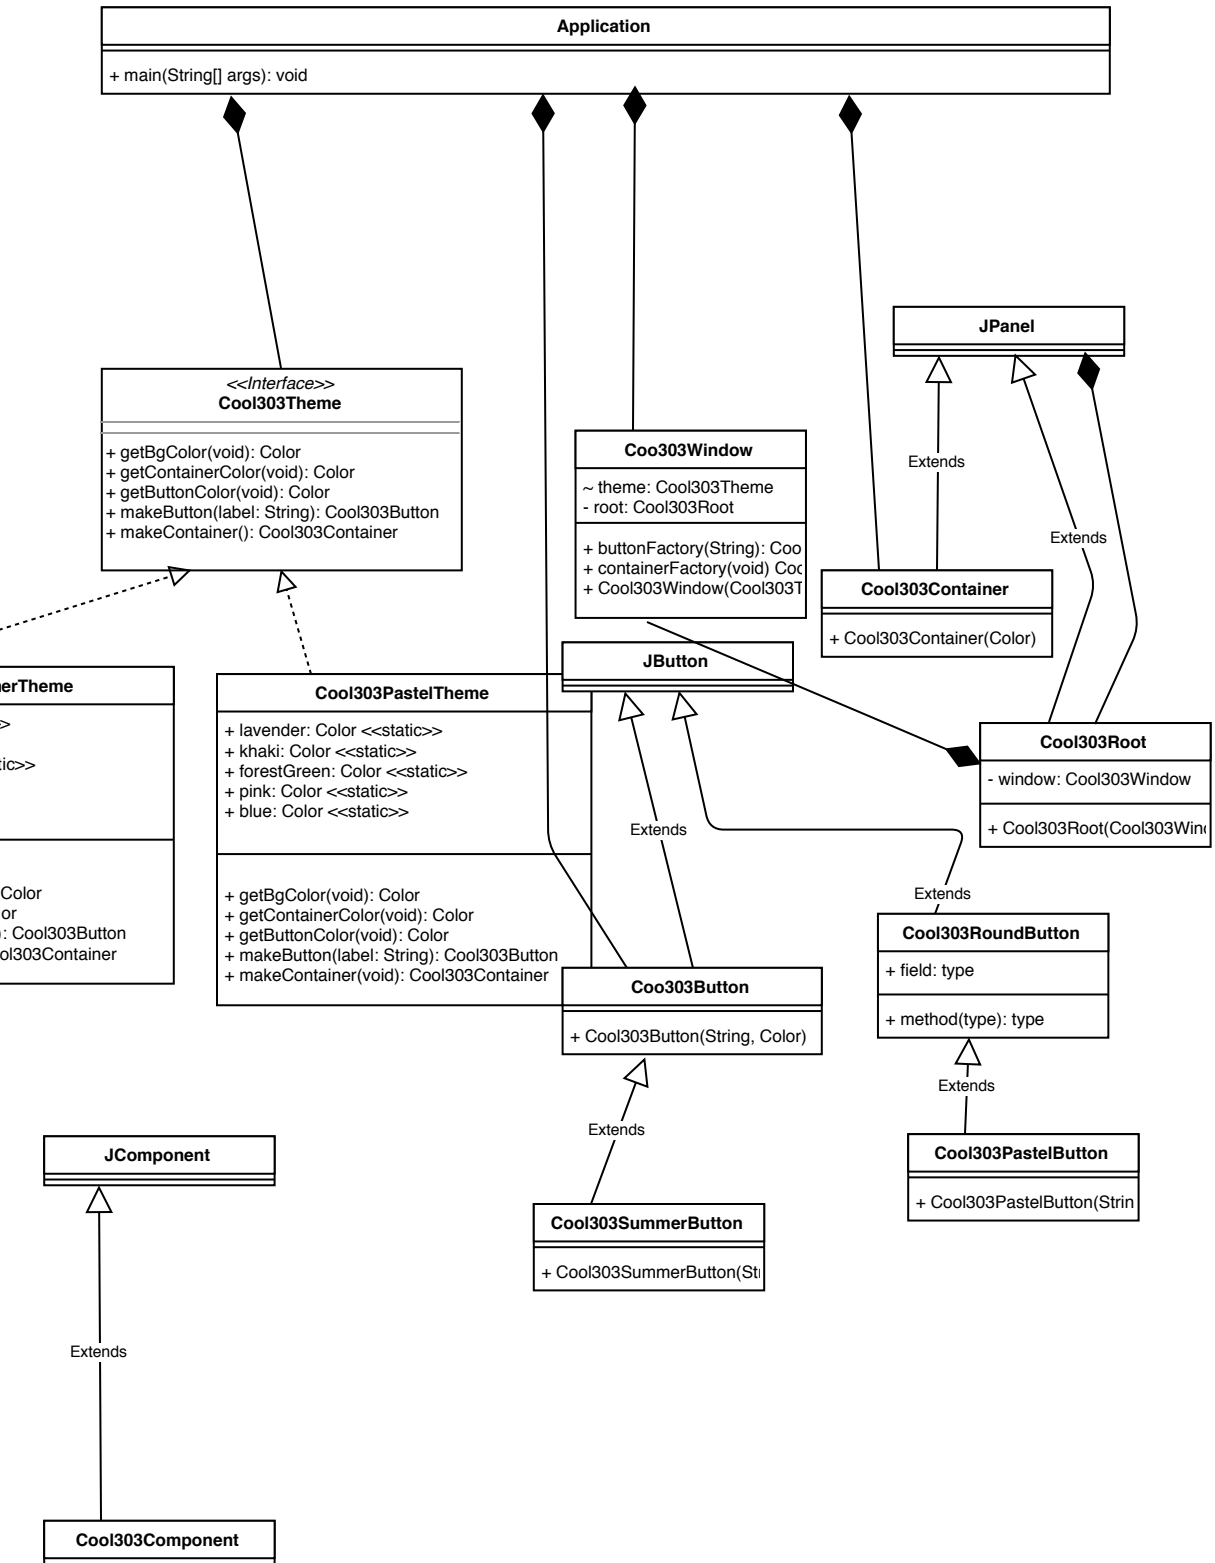 Application
+ main(String[] args): void
JPanel
<<Interface>>
Cool303Theme
+ getBgColor(void): Color
+ getContainerColor(void): Color
+ getButtonColor(void): Color
+ makeButton(label: String): Cool303Button
+ makeContainer(): Cool303Container
Coo303Window
~ theme: Cool303Theme
- root: Cool303Root
+ buttonFactory(String): Coo
+ containerFactory(void) Coo
+ Cool303Window(Cool303T
Extends
Extends
Cool303Container
+ Cool303Container(Color)
JButton
erTheme
>
tic>>
Color
or
): Cool303Button
ol303Container
Cool303PastelTheme
+ lavender: Color <<static>>
+ khaki: Color <<static>>
+ forestGreen: Color <<static>>
+ pink: Color <<static>>
+ blue: Color <<static>>
+ getBgColor(void): Color
+ getContainerColor(void): Color
+ getButtonColor(void): Color
+ makeButton(label: String): Cool303Button
+ makeContainer(void): Cool303Container
Cool303Root
- window: Cool303Window
+ Cool303Root(Cool303Win
Extends
Extends
Cool303RoundButton
+ field: type
+ method(type): type
Coo303Button
+ Cool303Button(String, Color)
Extends
Extends
JComponent
Cool303PastelButton
+ Cool303PastelButton(Strin
Cool303SummerButton
+ Cool303SummerButton(St
Extends
Cool303Component